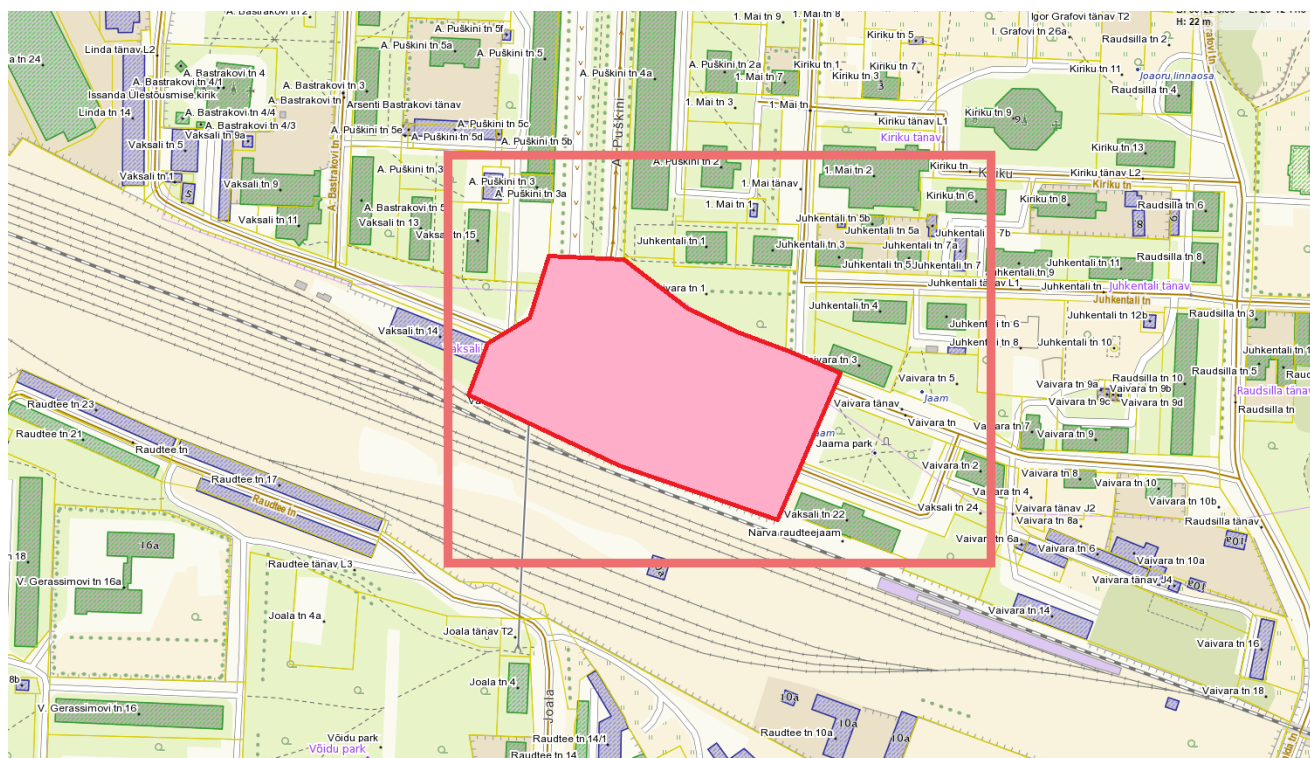 H: 22 m
Linda tänav L2
A. Puškini 5f
A. Puškini 5a
A. Puškini tn 5
1. Mai tn 9
1. Mai tn 8
Igor Grafovi tänav T2
I. Grafovi tn 26a
Raudsilla tn 2
Kiriku tn 5
a tn 24
A. Bastrakovi tn 4
A. Bastrakovi tn 4/1
Issanda Ülestõusmise kirik
Linda tn 14
A. Bastrakovi tn 4/4
A. Bastrakovi tn 4/3
A. Bastrakovi tn 3
A. Bastrakovi tn
Arsenti Bastrakovi tänav
A. Puškini tn 4a
A. Puškini tn 2a
1. Mai tn 7
1. Mai tn 3
Kiriku tn 1
Kiriku tn 7
Kiriku tn 3
3
Kiriku tn 11
Joaoru linnaosa
Raudsilla tn 4
Kiriku tn 9
1. Mai tn
Kiriku tänav L1
Kiriku tänav
Vaksali tn 9a
Vaksali tn 5
A. Puškini tn 5e
A. Puškini tn 5c
A. Puškini tn 5d
A. Puškini tn 5b
A. Puškini
Kiriku tn 13
Vaksali tn 1
5
Vaksali tn 9
Vaksali tn 11
A. Bastrakovi tn
A. Puškini tn 3
A. Puškini tn 3
A. Puškini tn 3a
A. Puškini tn 2
1. Mai tn 2
Kiriku tn
Kiriku
Kiriku tänav L2
Kiriku tn
1. Mai tänav
A. Bastrakovi tn 5
Vaksali tn 13
Vaksali tn 15
1. Mai tn 1
Kiriku tn 6
Kiriku tn 8
Raudsilla tn 6
8
Juhkentali tn 5b
Juhkentali tn 5a
Juhkentali tn 7b
Juhkentali tn 1
Juhkentali tn 3
Juhkentali tn 7a
Juhkentali tn 5
Juhkentali tn 7
Juhkentali tn 9
Juhkentali tn 11
Raudsilla tn 8
Juhkentali tänav L1
Juhkentali tn
Juhkentali tänav
Juhkentali tn
Juhkentali tn 4
Juhkentali tn 6
Juhkentali tn 12b
Raudsilla tn 3
Juhkentali tn 8
Juhkentali tn 10
Vaksali tn 14
Vaivara tn 3
Vaivara tn 5
Jaam
Raudsilla tn 5
Raudsilla tn 10
Vaivara tn 9a
Vaivara tn 9b
Vaivara tn 9c
Vaivara tn 9d
Raudsilla tänav
Raudsilla tn
Vaivara tänav
Vaivara tn
Raudtee tn 23
Raudtee tn 21
Raudtee tn
Vaivara tn 7
Vaivara tn 9
Jaama park
Vaivara tn 2
Vaivara tn 8
Raudtee tn 17
Raudtee tn
Vaivara tn 4
Vaivara tn 10
Vaivara tn 10b
Vaksali tn 22
Vaksali tn 24
Vaivara tn J2
Vaivara tn 8a
Raudsilla tänav
Narva raudteejaam
Vaivara tn 6a
Vaivara tn 6
Vaivara tn 10a
16a
n 18
Raudtee tänav L3
V. Gerassimovi tn 16a
Vaivara tänav J4
Joala tn 4a
Vaivara tn 14
Joala tänav T2
Vaivara tn 16
8b
Joala tn 4
Vaivara tn 18
V. Gerassimovi tn 16
Joala
10a
10a
10a
Võidu park
Võidu park
Raudtee tn 14/1
Raudtee tn 14
Raudtee tn 10a